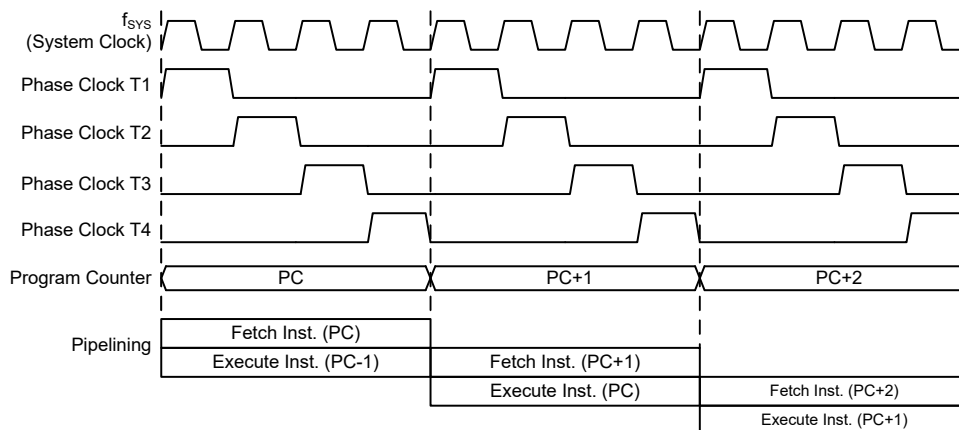 fSYS
(System Clock)
Phase Clock T1
Phase Clock T2
Phase Clock T3
Phase Clock T4
Program Counter PC PC+1 PC+2
Pipelining
Fetch Inst. (PC)
Execute Inst. (PC-1) Fetch Inst. (PC+1)
Execute Inst. (PC) Fetch Inst. (PC+2)
Execute Inst. (PC+1)